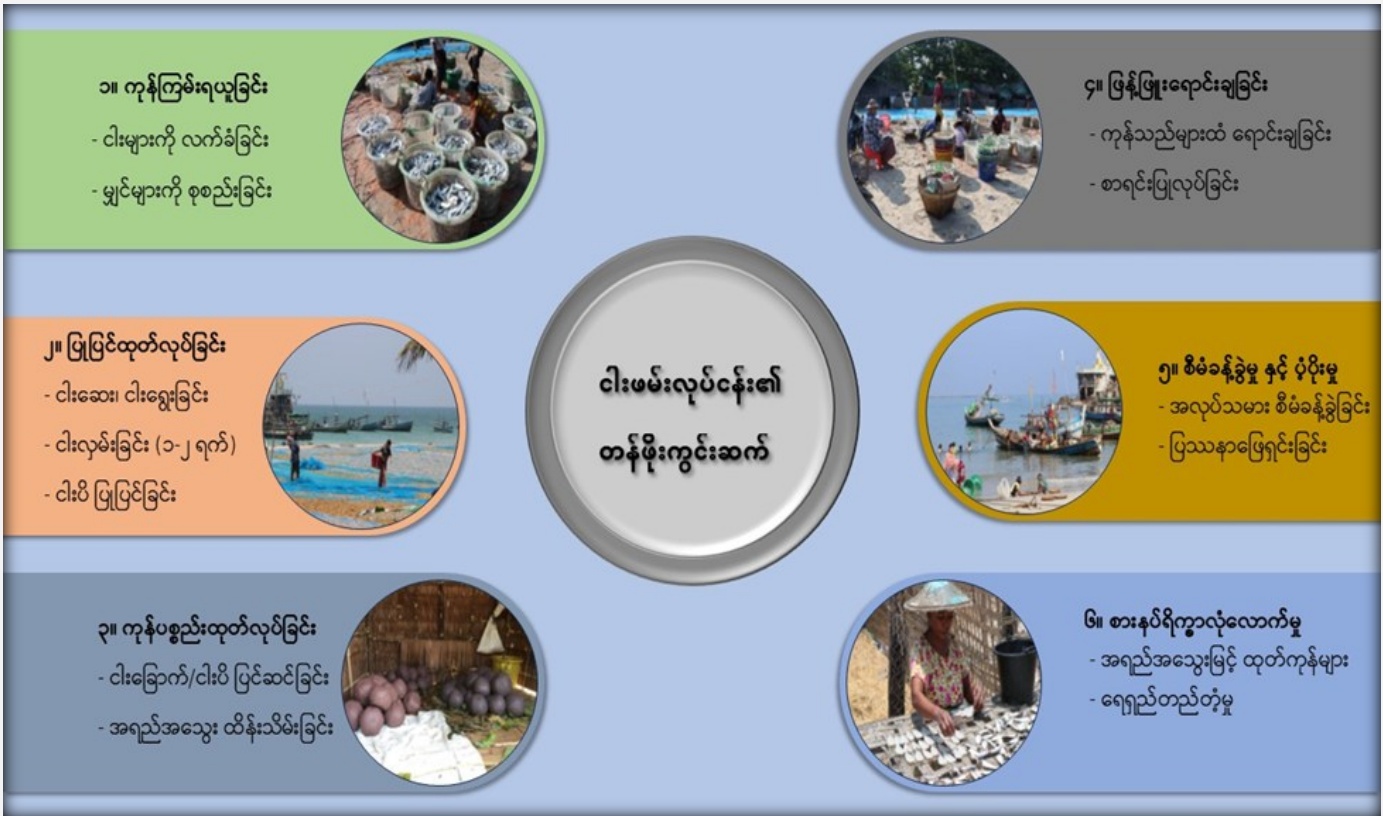 ၁။ ကုန်ကြမ်းရယူခြင်း
- ငါးများကို လက်ခံခြင်း
- မျှင်များကို စုစည်းခြင်း
၂။ ပြုပြင်ထုတ်လုပ်ခြင်း
- ငါးဆေး၊ ငါးရွေးခြင်း
- ငါးလှမ်းခြင်း (၁-၂ ရက်)
- ငါးပိ ပြုပြင်ခြင်း
၃။ ကုန်ပစ္စည်းထုတ်လုပ်ခြင်း
- ငါးခြောက်/ငါးပိ ပြင်ဆင်ခြင်း
- အရည်အသွေး ထိန်းသိမ်းခြင်း
ငါးဖမ်းလုပ်ငန်း၏
တန်ဖိုးကွင်းဆက်
၄။ ဖြန့်ဖြူးရောင်းချခြင်း
- ကုန်သည်များထံ ရောင်းချခြင်း
- စာရင်းပြုလုပ်ခြင်း
၅။ စီမံခန့်ခွဲမှု နှင့် ပံ့ပိုးမှု
- အလုပ်သမား စီမံခန့်ခွဲခြင်း
- ပြဿနာဖြေရှင်းခြင်း
၆။ စားနပ်ရိက္ခာလုံလောက်မှု
- အရည်အသွေးမြင့် ထုတ်ကုန်များ
- ရေရှည်တည်တံ့မှု